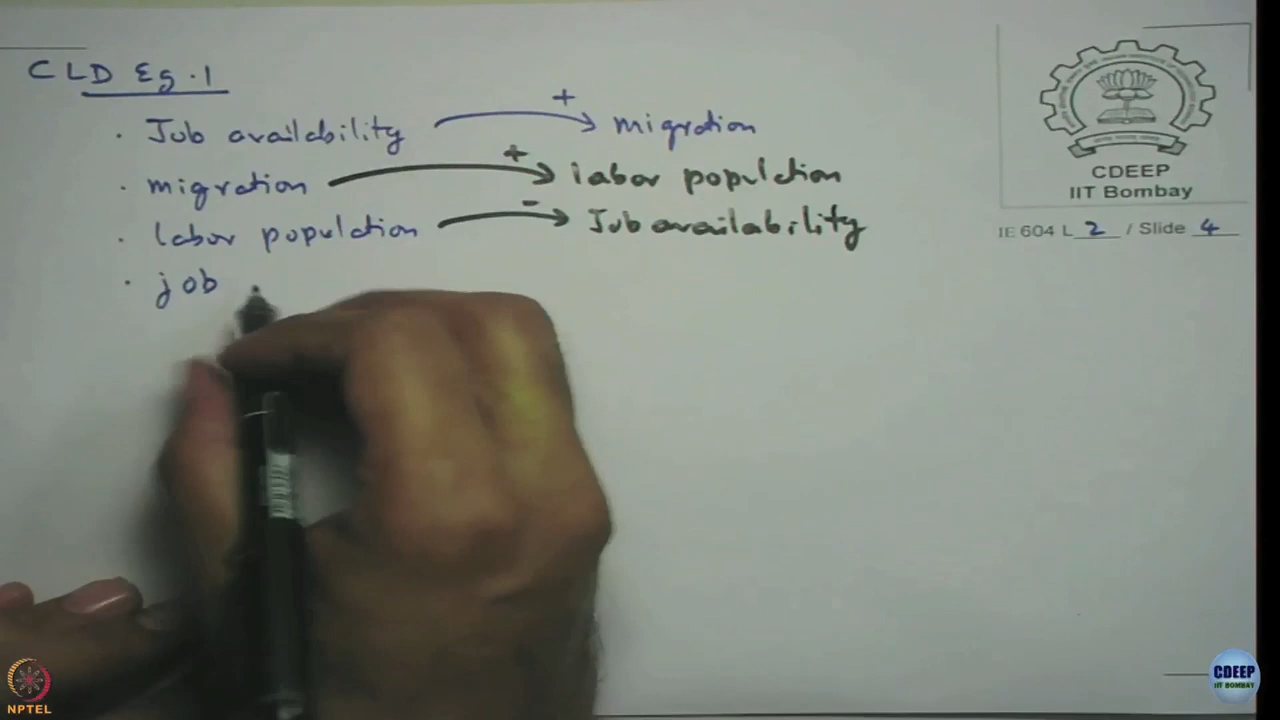 CLD Eg.1
· Job availability + migration
· migration + labor population
· labor population - Job availability
· job
CDEEP
IIT Bombay
IE 604 L 2 / Slide 4
NPTEL
CDEEP
IIT BOMBAY